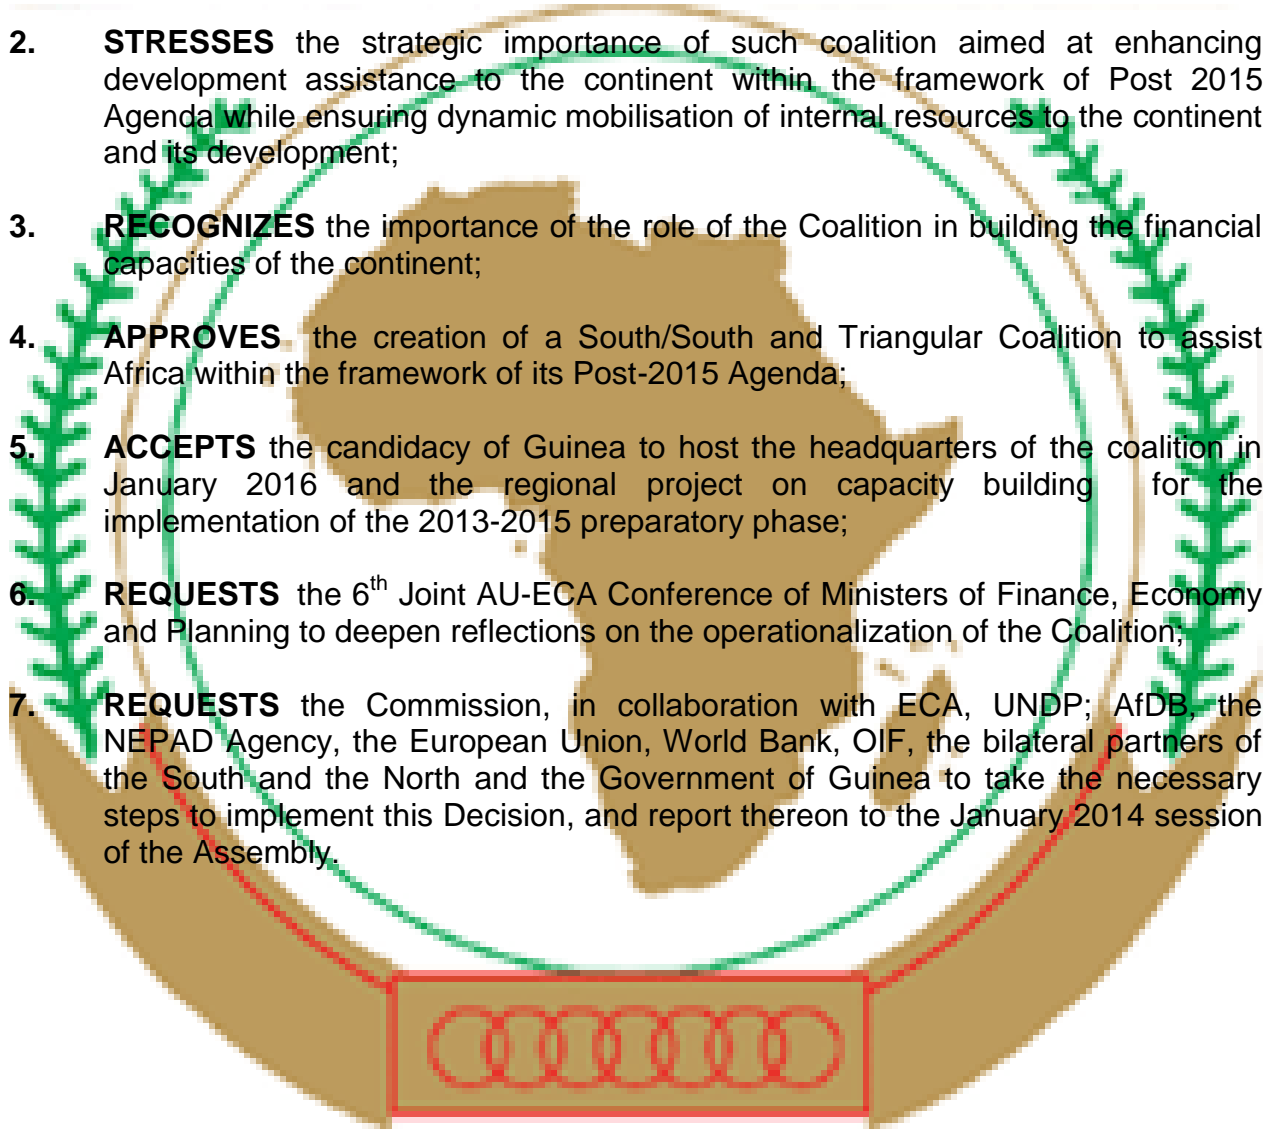 2. STRESSES the strategic importance of such coalition aimed at enhancing
development assistance to the continent within the framework of Post 2015
Agenda while ensuring dynamic mobilisation of internal resources to the continent
and its development;
3. RECOGNIZES the importance of the role of the Coalition in building the financial
capacities of the continent;
4. APPROVES the creation of a South/South and Triangular Coalition to assist
Africa within the framework of its Post-2015 Agenda;
5. ACCEPTS the candidacy of Guinea to host the headquarters of the coalition in
January 2016 and the regional project on capacity building for the
implementation of the 2013-2015 preparatory phase;
6. REQUESTS the 6th Joint AU-ECA Conference of Ministers of Finance, Economy
and Planning to deepen reflections on the operationalization of the Coalition;
7. REQUESTS the Commission, in collaboration with ECA, UNDP; AfDB, the
NEPAD Agency, the European Union, World Bank, OIF, the bilateral partners of
the South and the North and the Government of Guinea to take the necessary
steps to implement this Decision, and report thereon to the January 2014 session
of the Assembly.